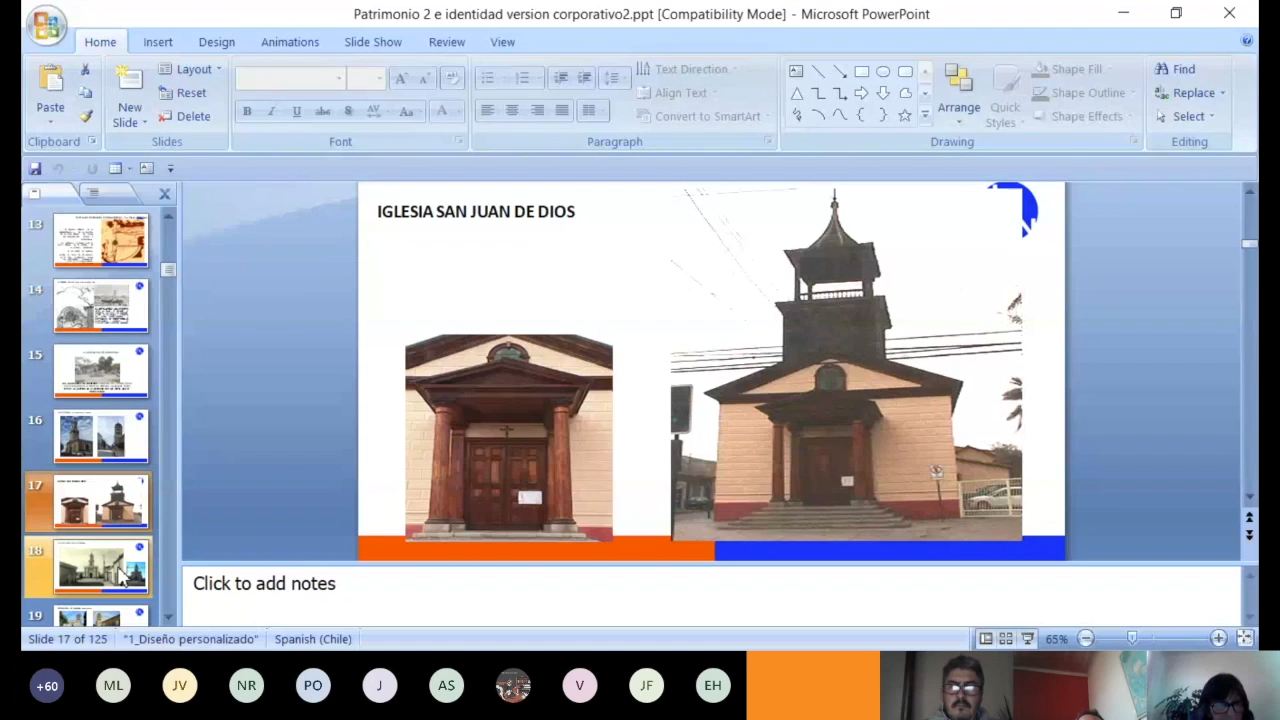 Patrimonio 2 e identidad version corporativo2.ppt [Compatibility Mode] - Microsoft PowerPoint
Home Insert Design Animations Slide Show Review View
Paste
Clipboard
New
Slide
Layout
Reset
Delete
Slides
B I U abc S AV Aa A
Font
Text Direction
Align Text
Convert to SmartArt
Paragraph
Arrange
Quick
Styles
Shape Fill
Shape Outline
Shape Effects
Drawing
Find
Replace
Select
Editing
13
14
15
16
17
18
19
IGLESIA SAN JUAN DE DIOS
Click to add notes
Slide 17 of 125 "1_Diseño personalizado" Spanish (Chile) 65%
+60 ML JV NR PO J AS V JF EH